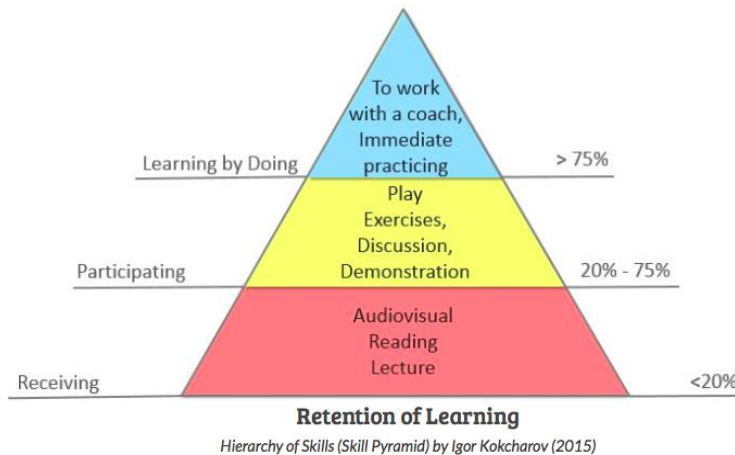 To work
with a coach,
Immediate
practicing
Learning by Doing
> 75%
Play
Exercises,
Discussion,
Demonstration
Participating
20% - 75%
Audiovisual
Reading
Lecture
Receiving
<20%
Retention of Learning
Hierarchy of Skills (Skill Pyramid) by Igor Kokcharov (2015)